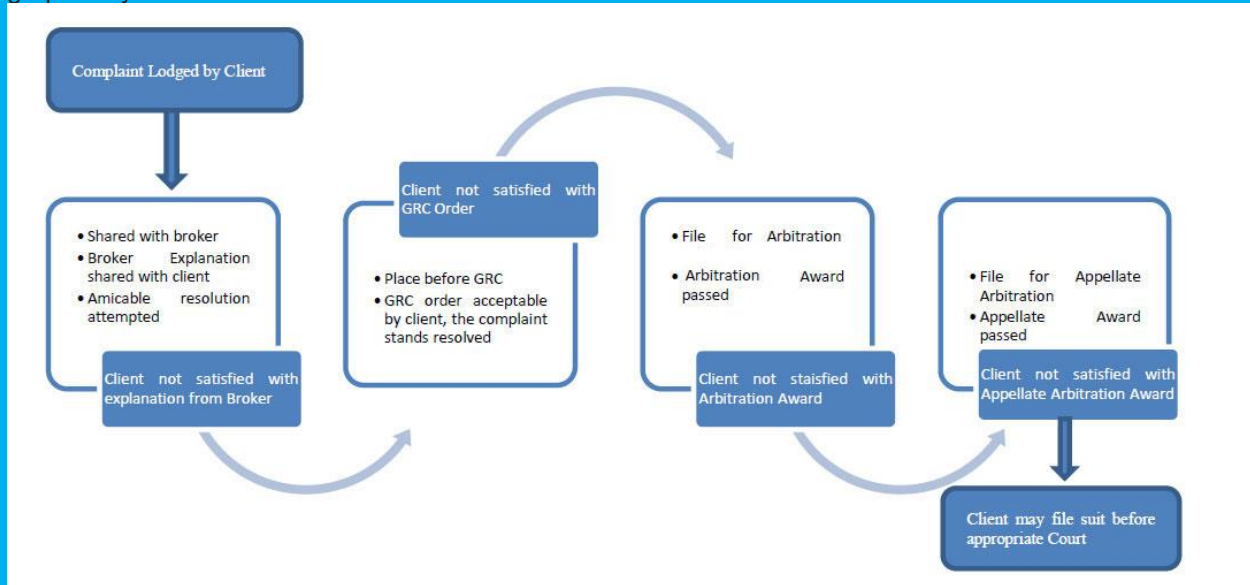 Complaint Lodged by Client
• Shared with broker
• Broker Explanation
shared with client
• Amicable resolution
attempted
Client not satisfied with
explanation from Broker
Client not satisfied with
GRC Order
• Place before GRC
• GRC order acceptable
by client, the complaint
stands resolved
• File for Arbitration
• Arbitration Award
passed
Client not staisfied with
Arbitration Award
• File for Appellate
Arbitration
• Appellate Award
passed
Client not satisfied with
Appellate Arbitration Award
Client may file suit before
appropriate Court